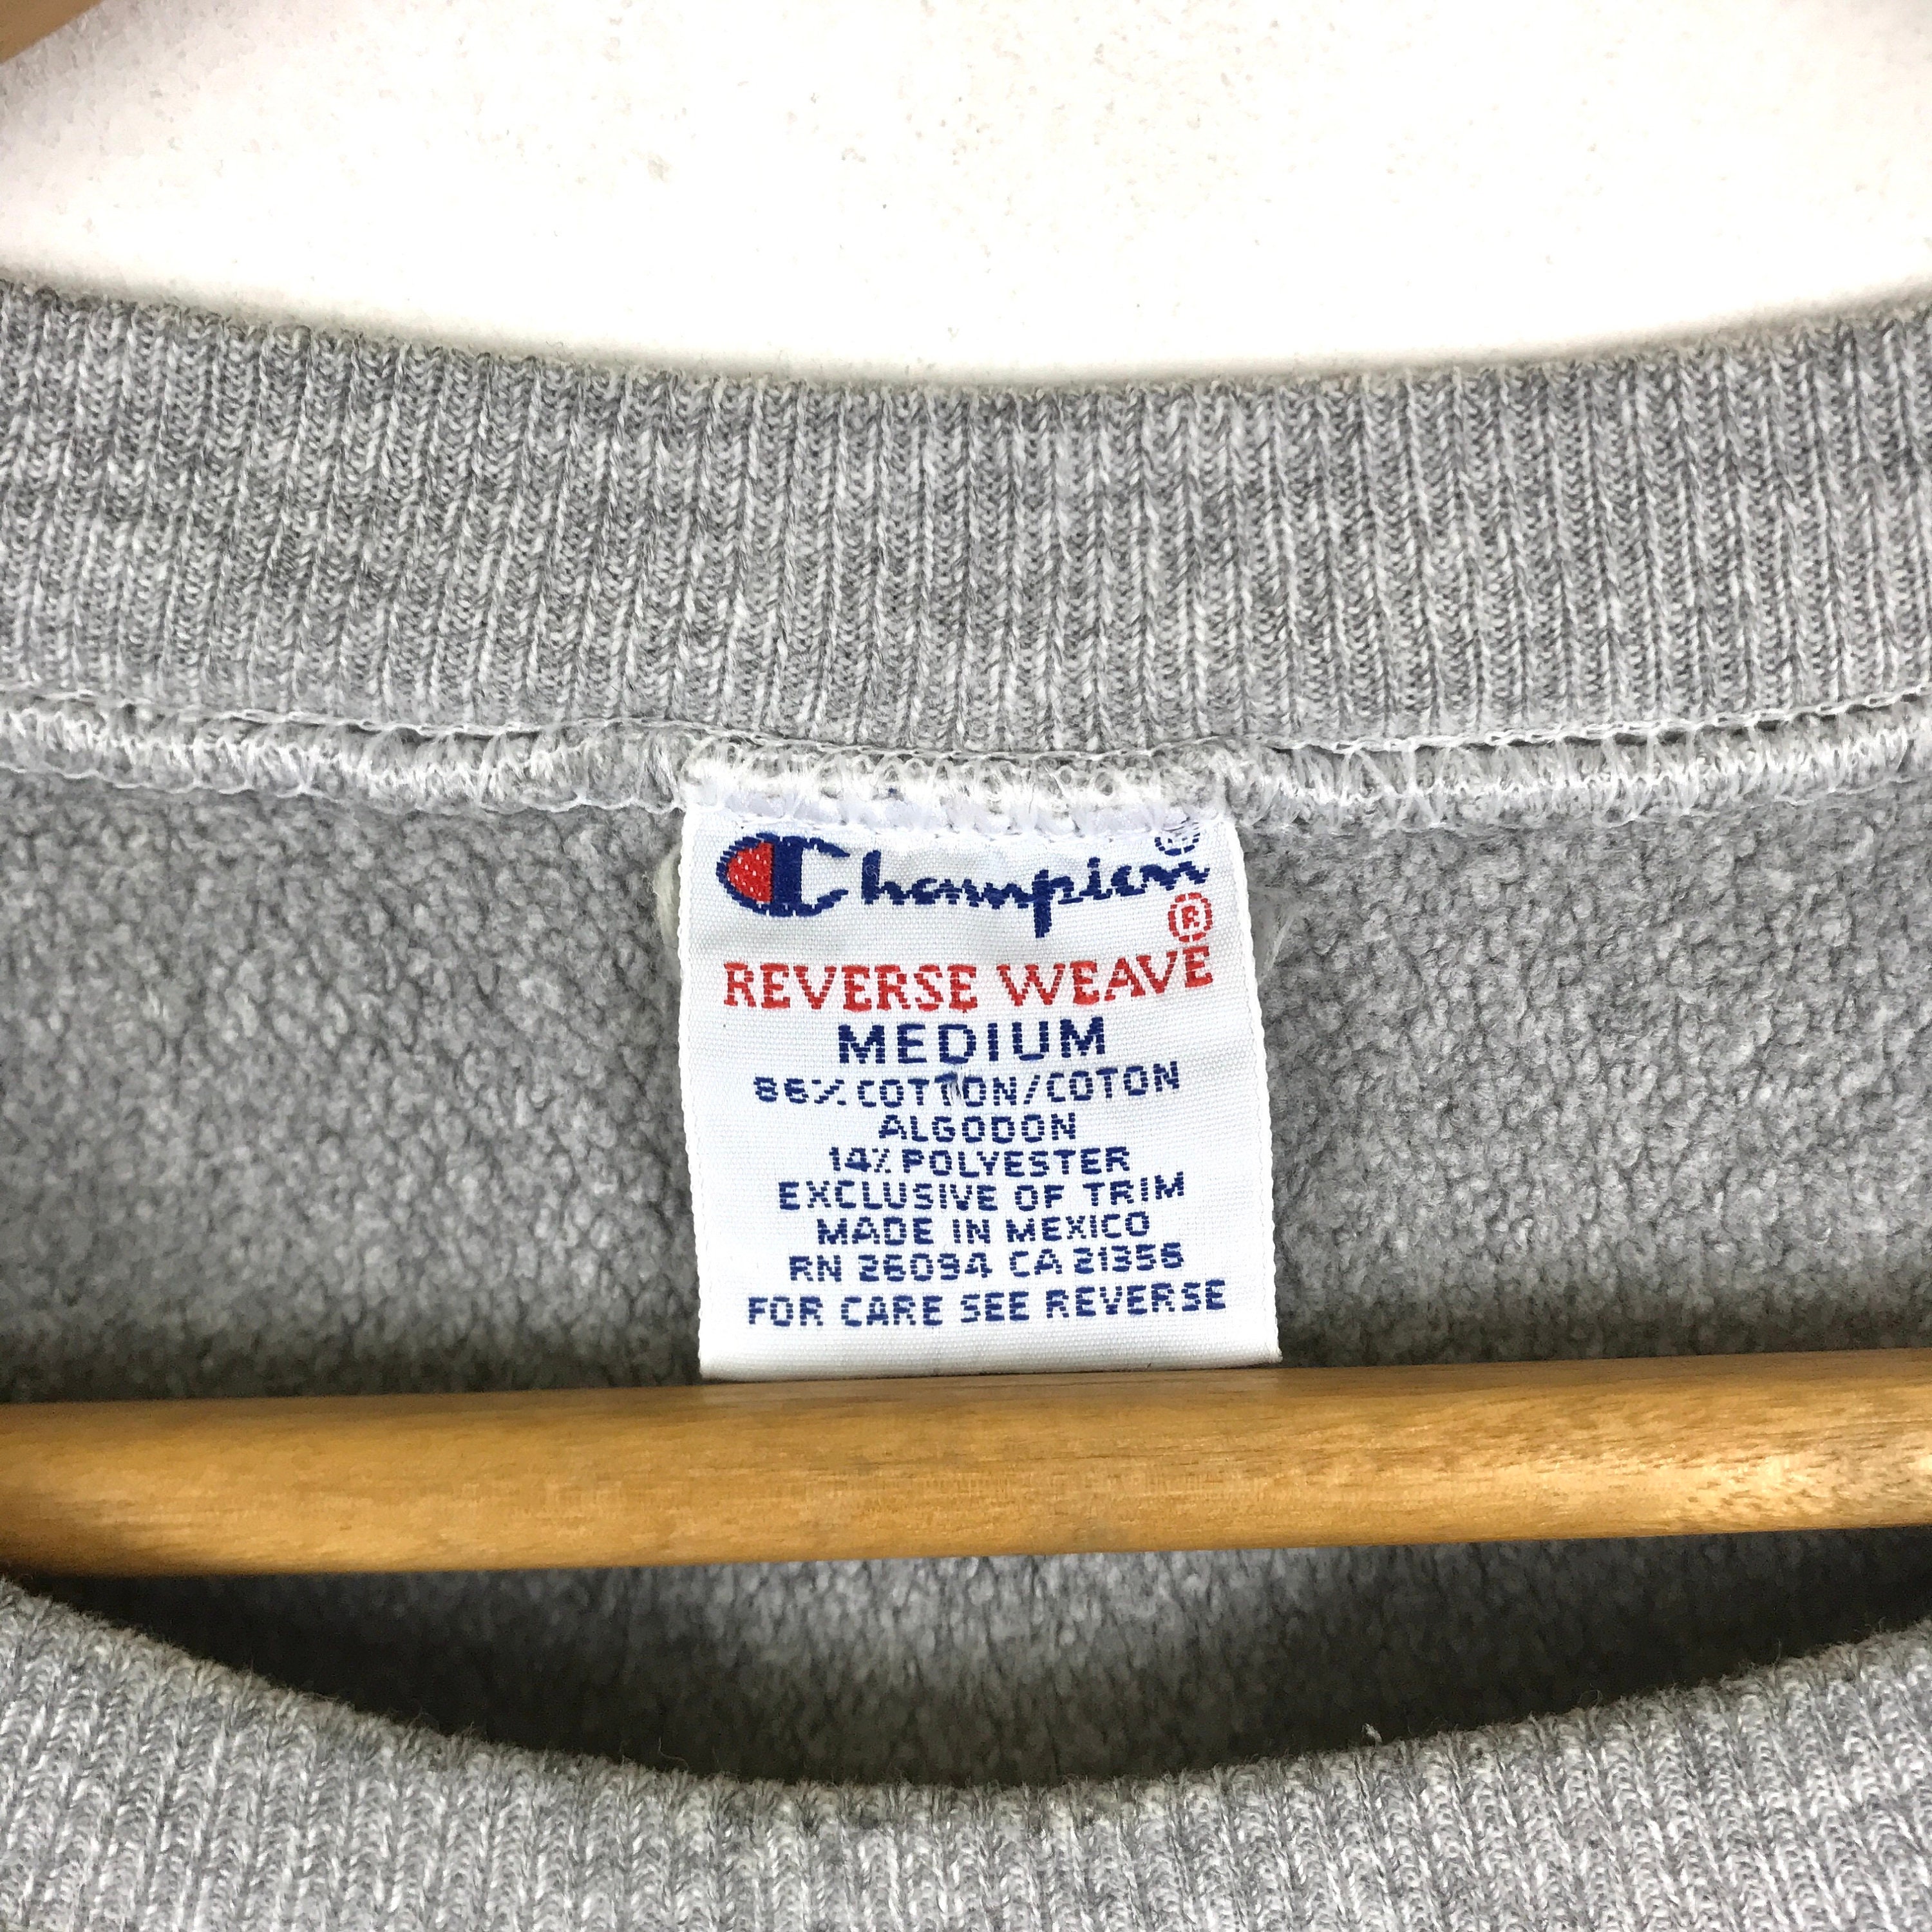 Champion®
®
REVERSE WEAVE
MEDIUM
86% COTTON/COTON
ALGODON
14% POLYESTER
EXCLUSIVE OF TRIM
MADE IN MEXICO
RN 26094 CA 21356
FOR CARE SEE REVERSE